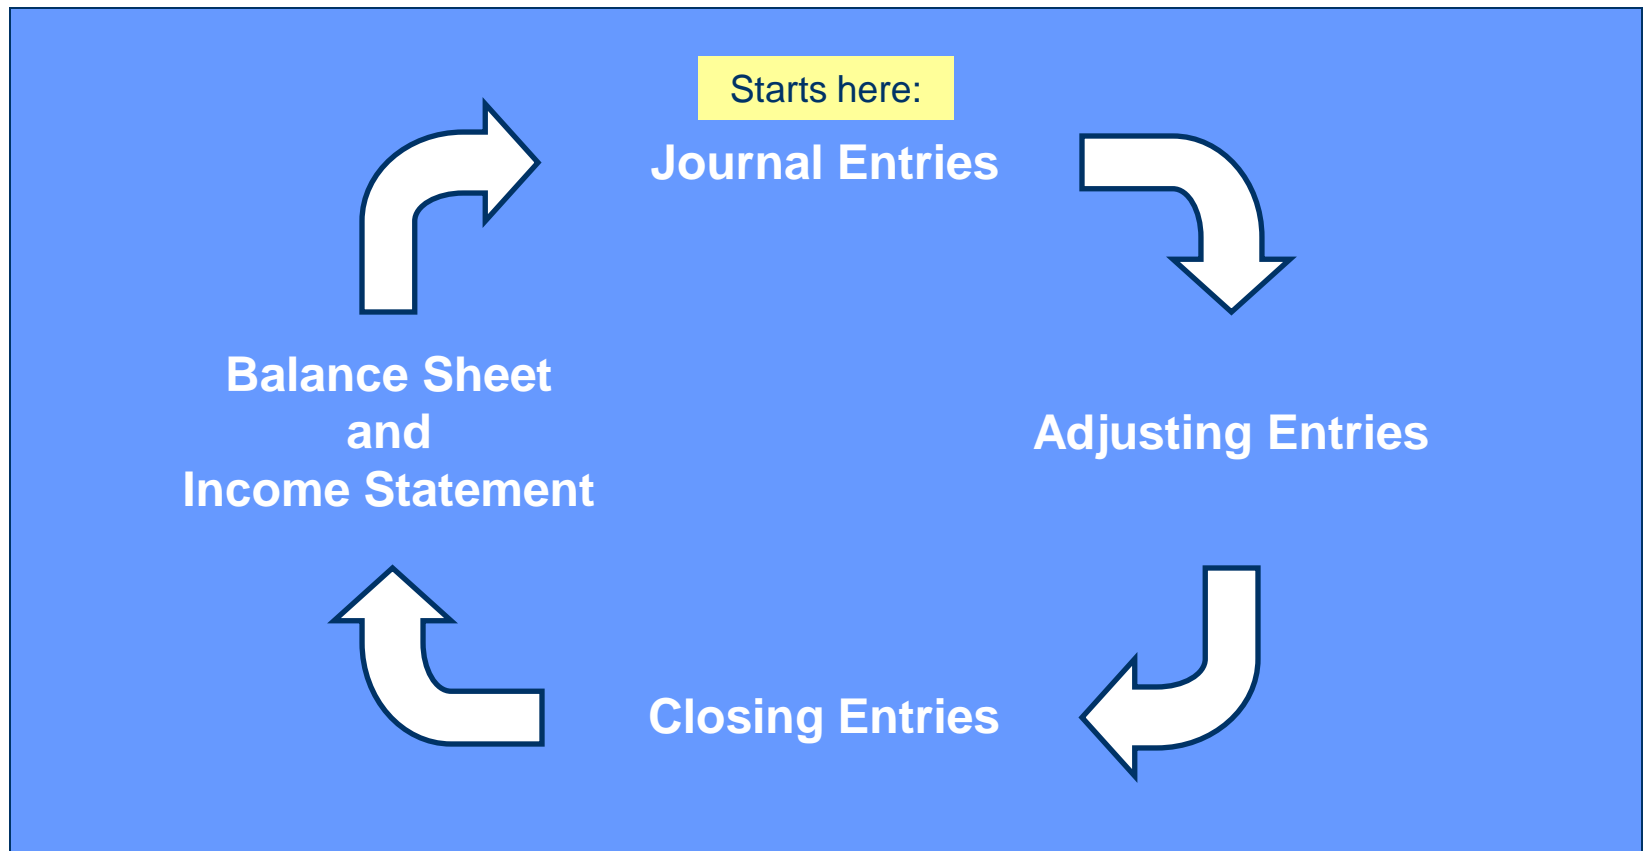 Starts here:
Journal Entries
Balance Sheet
and
Income Statement
Adjusting Entries
Closing Entries